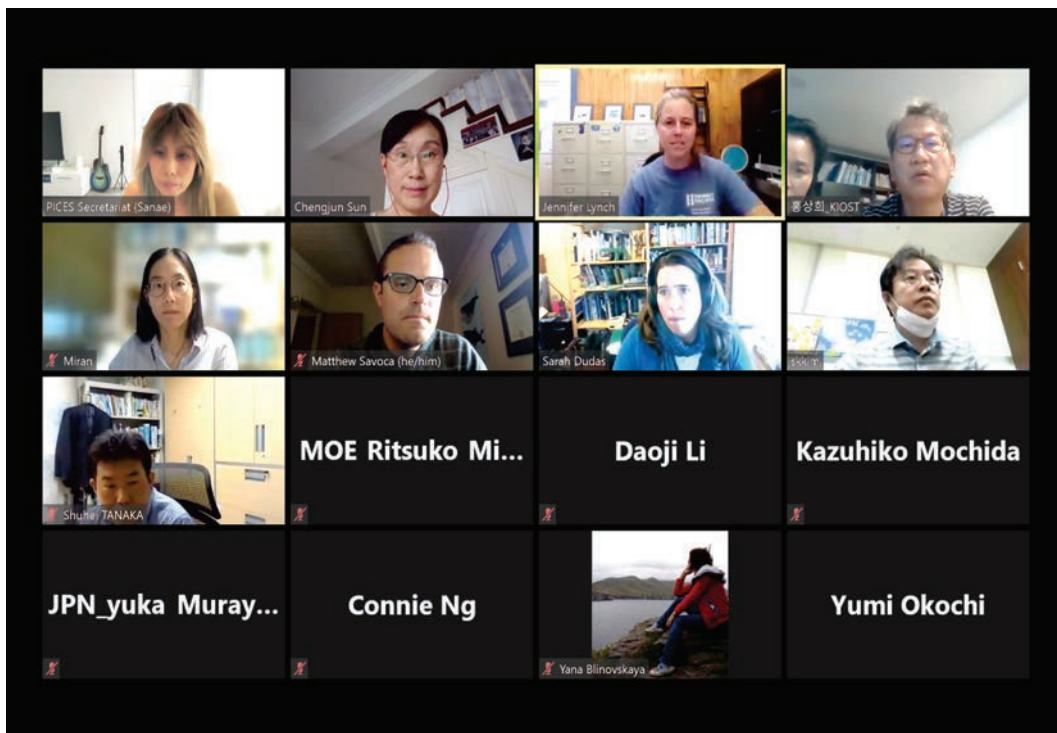 PICES Secretariat (Sanae)
Chengjun Sun
Jennifer Lynch
홍상희_KIOST
Miran
Matthew Savoca (he/him)
Sarah Dudas
skkim
Shuhei TANAKA
MOE Ritsuko Mi...
Daoji Li
Kazuhiko Mochida
JPN_yuka Muray...
Connie Ng
Yana Blinovskaya
Yumi Okochi